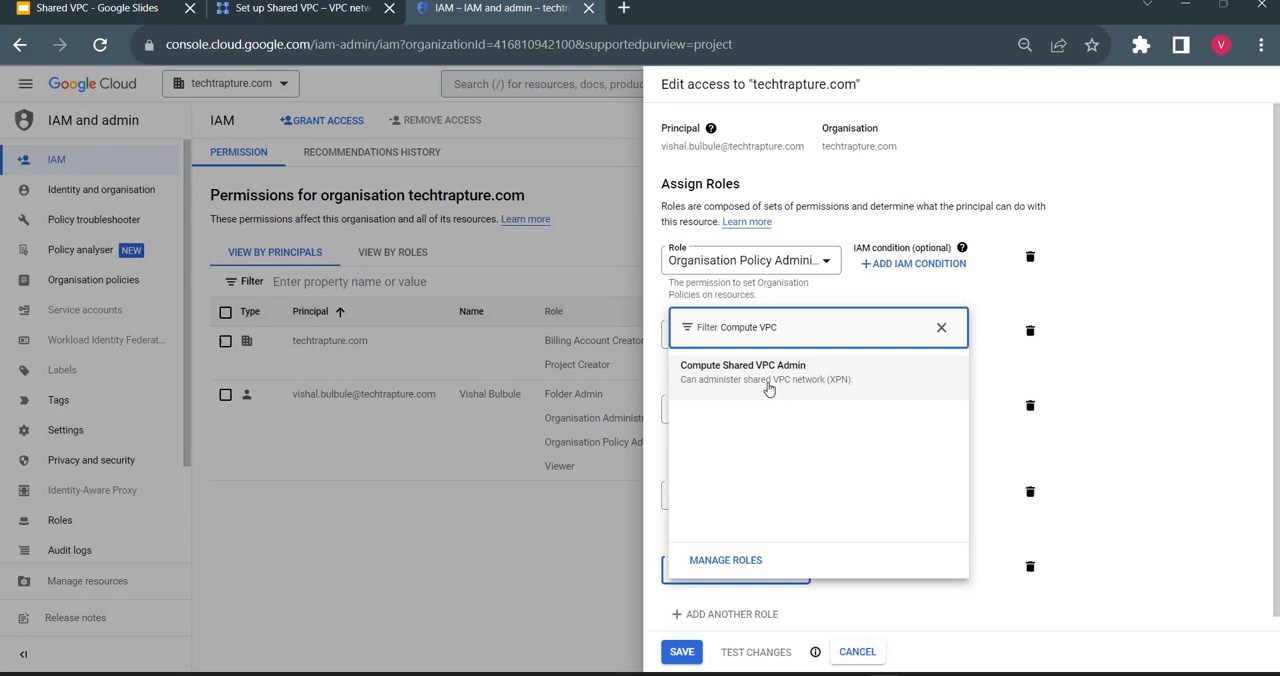 Shared VPC – Google Slides
Set up Shared VPC – VPC netw
IAM – IAM and admin – techtra
console.cloud.google.com/iam-admin/iam?organizationId=416810942100&supportedpurview=project
V
Google Cloud
techtrapture.com
Search (/) for resources, docs, produc
IAM and admin
IAM
Identity and organisation
Policy troubleshooter
Policy analyser NEW
Organisation policies
Service accounts
Workload Identity Federat...
Labels
Tags
Settings
Privacy and security
Identity-Aware Proxy
Roles
Audit logs
Manage resources
Release notes
IAM
GRANT ACCESS
REMOVE ACCESS
PERMISSION
RECOMMENDATIONS HISTORY
Permissions for organisation techtrapture.com
These permissions affect this organisation and all of its resources. Learn more
VIEW BY PRINCIPALS
VIEW BY ROLES
Filter Enter property name or value
Type Principal Name Role
techtrapture.com Billing Account Creator
Project Creator
vishal.bulbule@techtrapture.com Vishal Bulbule Folder Admin
Organisation Administra
Organisation Policy Ad
Viewer
Edit access to "techtrapture.com"
Principal Organisation
vishal.bulbule@techtrapture.com techtrapture.com
Assign Roles
Roles are composed of sets of permissions and determine what the principal can do with
this resource. Learn more
Role
Organisation Policy Admini...
IAM condition (optional)
+ ADD IAM CONDITION
The permission to set Organisation
Policies on resources.
Filter Compute VPC
Compute Shared VPC Admin
Can administer shared VPC network (XPN).
MANAGE ROLES
+ ADD ANOTHER ROLE
SAVE
TEST CHANGES
CANCEL